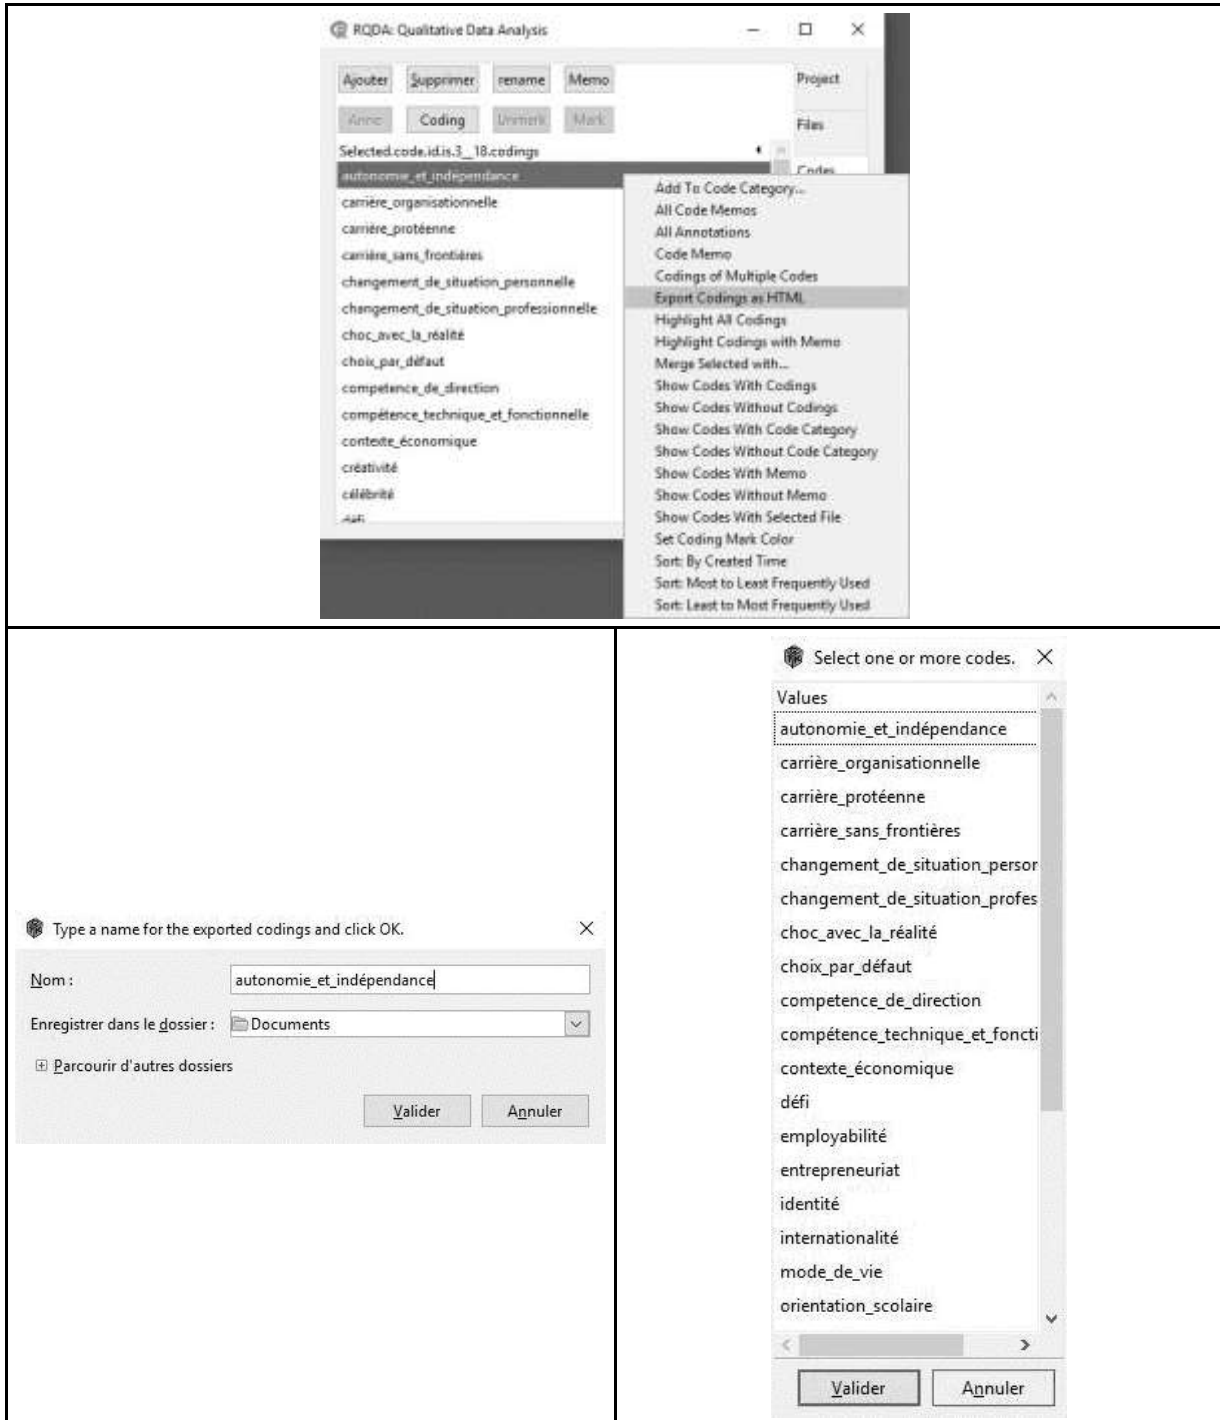 RQDA: Qualitative Data Analysis
Ajouter Supprimer rename Memo
Anno Coding Unmark Mark
Selected.code.id.is.3__18.codings
autonomie_et_indépendance
carrière_organisationnelle
carrière_protéenne
carrière_sans_frontières
changement_de_situation_personnelle
changement_de_situation_professionnelle
choc_avec_la_réalité
choix_par_défaut
competence_de_direction
compétence_technique_et_fonctionnelle
contexte_économique
créativité
célébrité
défi
Project
Files
Codes
Add To Code Category...
All Code Memos
All Annotations
Code Memo
Codings of Multiple Codes
Export Codings as HTML
Highlight All Codings
Highlight Codings with Memo
Merge Selected with...
Show Codes With Codings
Show Codes Without Codings
Show Codes With Code Category
Show Codes Without Code Category
Show Codes With Memo
Show Codes Without Memo
Show Codes With Selected File
Set Coding Mark Color
Sort: By Created Time
Sort: Most to Least Frequently Used
Sort: Least to Most Frequently Used
Type a name for the exported codings and click OK.
Nom : autonomie_et_indépendance
Enregistrer dans le dossier : Documents
Parcourir d'autres dossiers
Valider Annuler
Select one or more codes.
Values
autonomie_et_indépendance
carrière_organisationnelle
carrière_protéenne
carrière_sans_frontières
changement_de_situation_person
changement_de_situation_profes
choc_avec_la_réalité
choix_par_défaut
competence_de_direction
compétence_technique_et_foncti
contexte_économique
défi
employabilité
entrepreneuriat
identité
internationalité
mode_de_vie
orientation_scolaire
Valider Annuler